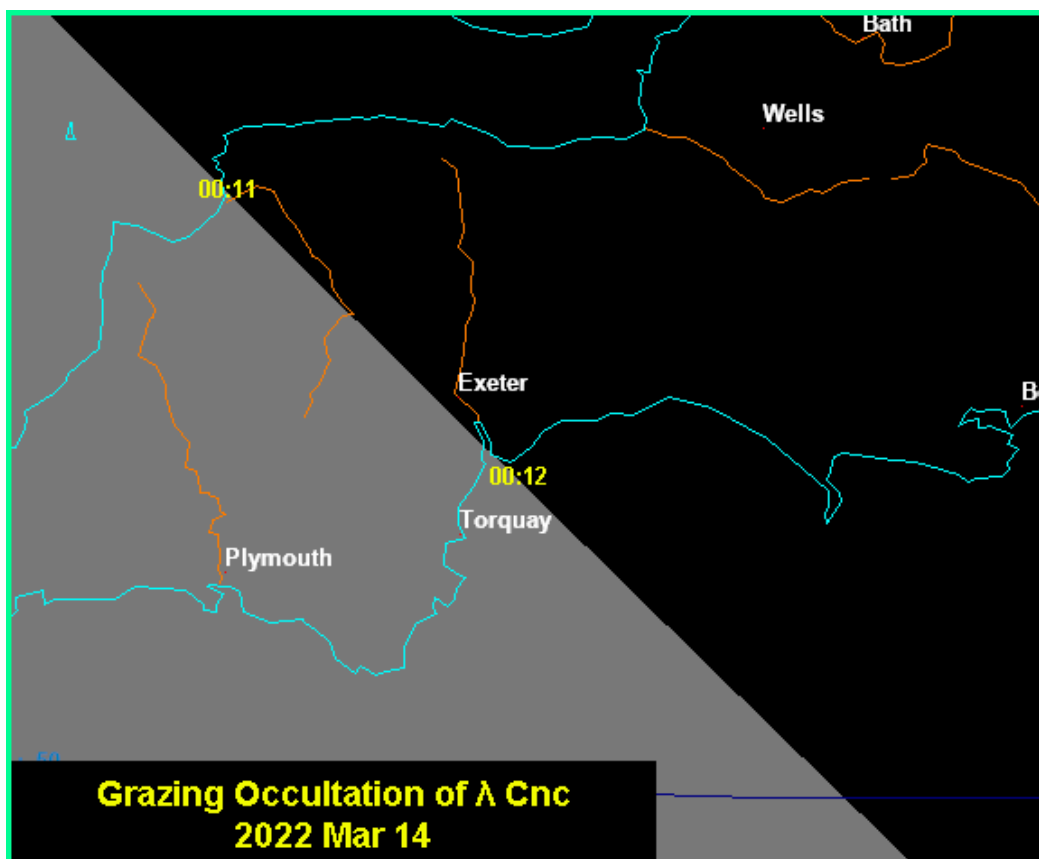 Bath
Wells
00:11
Exeter
00:12
Torquay
Plymouth
Grazing Occultation of λ Cnc
2022 Mar 14